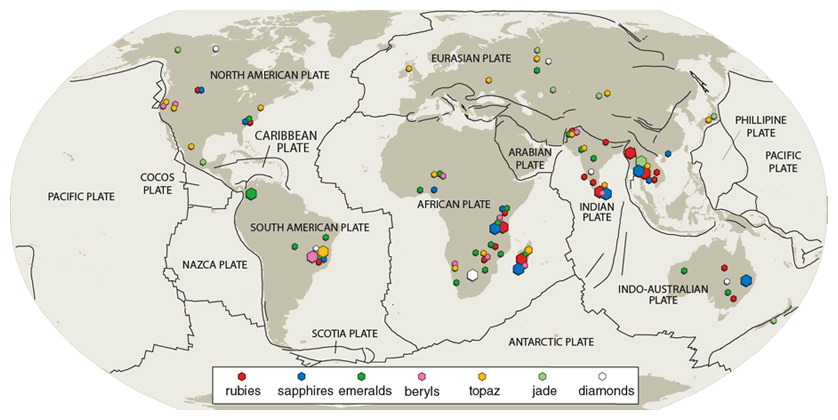 EURASIAN PLATE
NORTH AMERICAN PLATE
PHILLIPINE
PLATE
CARIBBEAN
PLATE
ARABIAN
PLATE
PACIFIC
PLATE
COCOS
PLATE
PACIFIC PLATE
AFRICAN PLATE
INDIAN
PLATE
SOUTH AMERICAN PLATE
NAZCA PLATE
INDO-AUSTRALIAN
PLATE
SCOTIA PLATE
ANTARCTIC PLATE
rubies sapphires emeralds beryls topaz jade diamonds